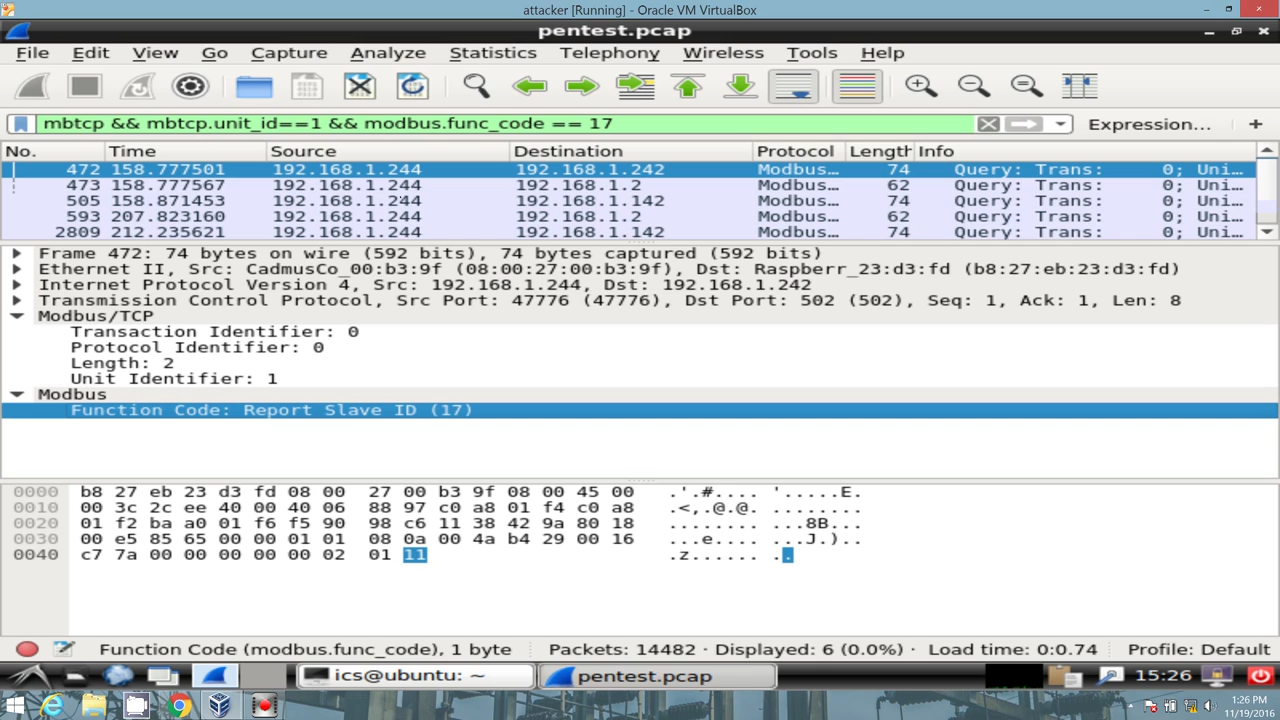 attacker [Running] - Oracle VM VirtualBox
pentest.pcap
File Edit View Go Capture Analyze Statistics Telephony Wireless Tools Help
mbtcp && mbtcp.unit_id==1 && modbus.func_code == 17 Expression... +
No. Time Source Destination Protocol Length Info
472 158.777501 192.168.1.244 192.168.1.242 Modbus… 74 Query: Trans: 0; Uni…
473 158.777567 192.168.1.244 192.168.1.2 Modbus… 62 Query: Trans: 0; Uni…
505 158.871453 192.168.1.244 192.168.1.142 Modbus… 74 Query: Trans: 0; Uni…
593 207.823160 192.168.1.244 192.168.1.2 Modbus… 62 Query: Trans: 0; Uni…
2809 212.235621 192.168.1.244 192.168.1.142 Modbus… 74 Query: Trans: 0; Uni…
Frame 472: 74 bytes on wire (592 bits), 74 bytes captured (592 bits)
Ethernet II, Src: CadmusCo_00:b3:9f (08:00:27:00:b3:9f), Dst: Raspberr_23:d3:fd (b8:27:eb:23:d3:fd)
Internet Protocol Version 4, Src: 192.168.1.244, Dst: 192.168.1.242
Transmission Control Protocol, Src Port: 47776 (47776), Dst Port: 502 (502), Seq: 1, Ack: 1, Len: 8
Modbus/TCP
Transaction Identifier: 0
Protocol Identifier: 0
Length: 2
Unit Identifier: 1
Modbus
Function Code: Report Slave ID (17)
0000 b8 27 eb 23 d3 fd 08 00 27 00 b3 9f 08 00 45 00 .'.#.... '.....E.
0010 00 3c 2c ee 40 00 40 06 88 97 c0 a8 01 f4 c0 a8 .<,.@.@. ........
0020 01 f2 ba a0 01 f6 f5 90 98 c6 11 38 42 9a 80 18 ........ ...8B...
0030 00 e5 85 65 00 00 01 01 08 0a 00 4a b4 29 00 16 ...e.... ...J.)..
0040 c7 7a 00 00 00 00 00 02 01 11 .z...... ..
Function Code (modbus.func_code), 1 byte Packets: 14482 · Displayed: 6 (0.0%) · Load time: 0:0.74 Profile: Default
ics@ubuntu: ~ pentest.pcap 15:26
1:26 PM
11/19/2016